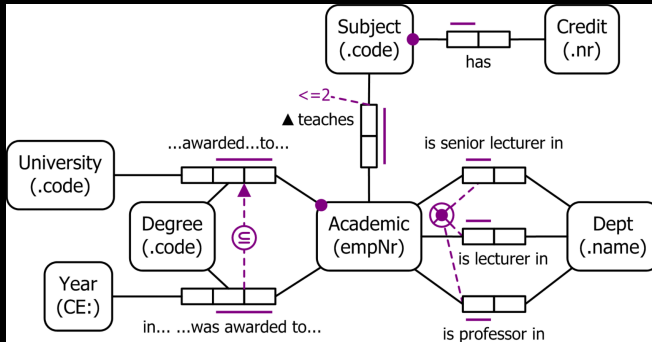 Subject
(.code)
Credit
(.nr)
has
<=2
▲ teaches
...awarded...to...
is senior lecturer in
University
(.code)
Degree
(.code)
⊆
Academic
(empNr)
Dept
(.name)
is lecturer in
Year
(CE:)
in... ...was awarded to...
is professor in